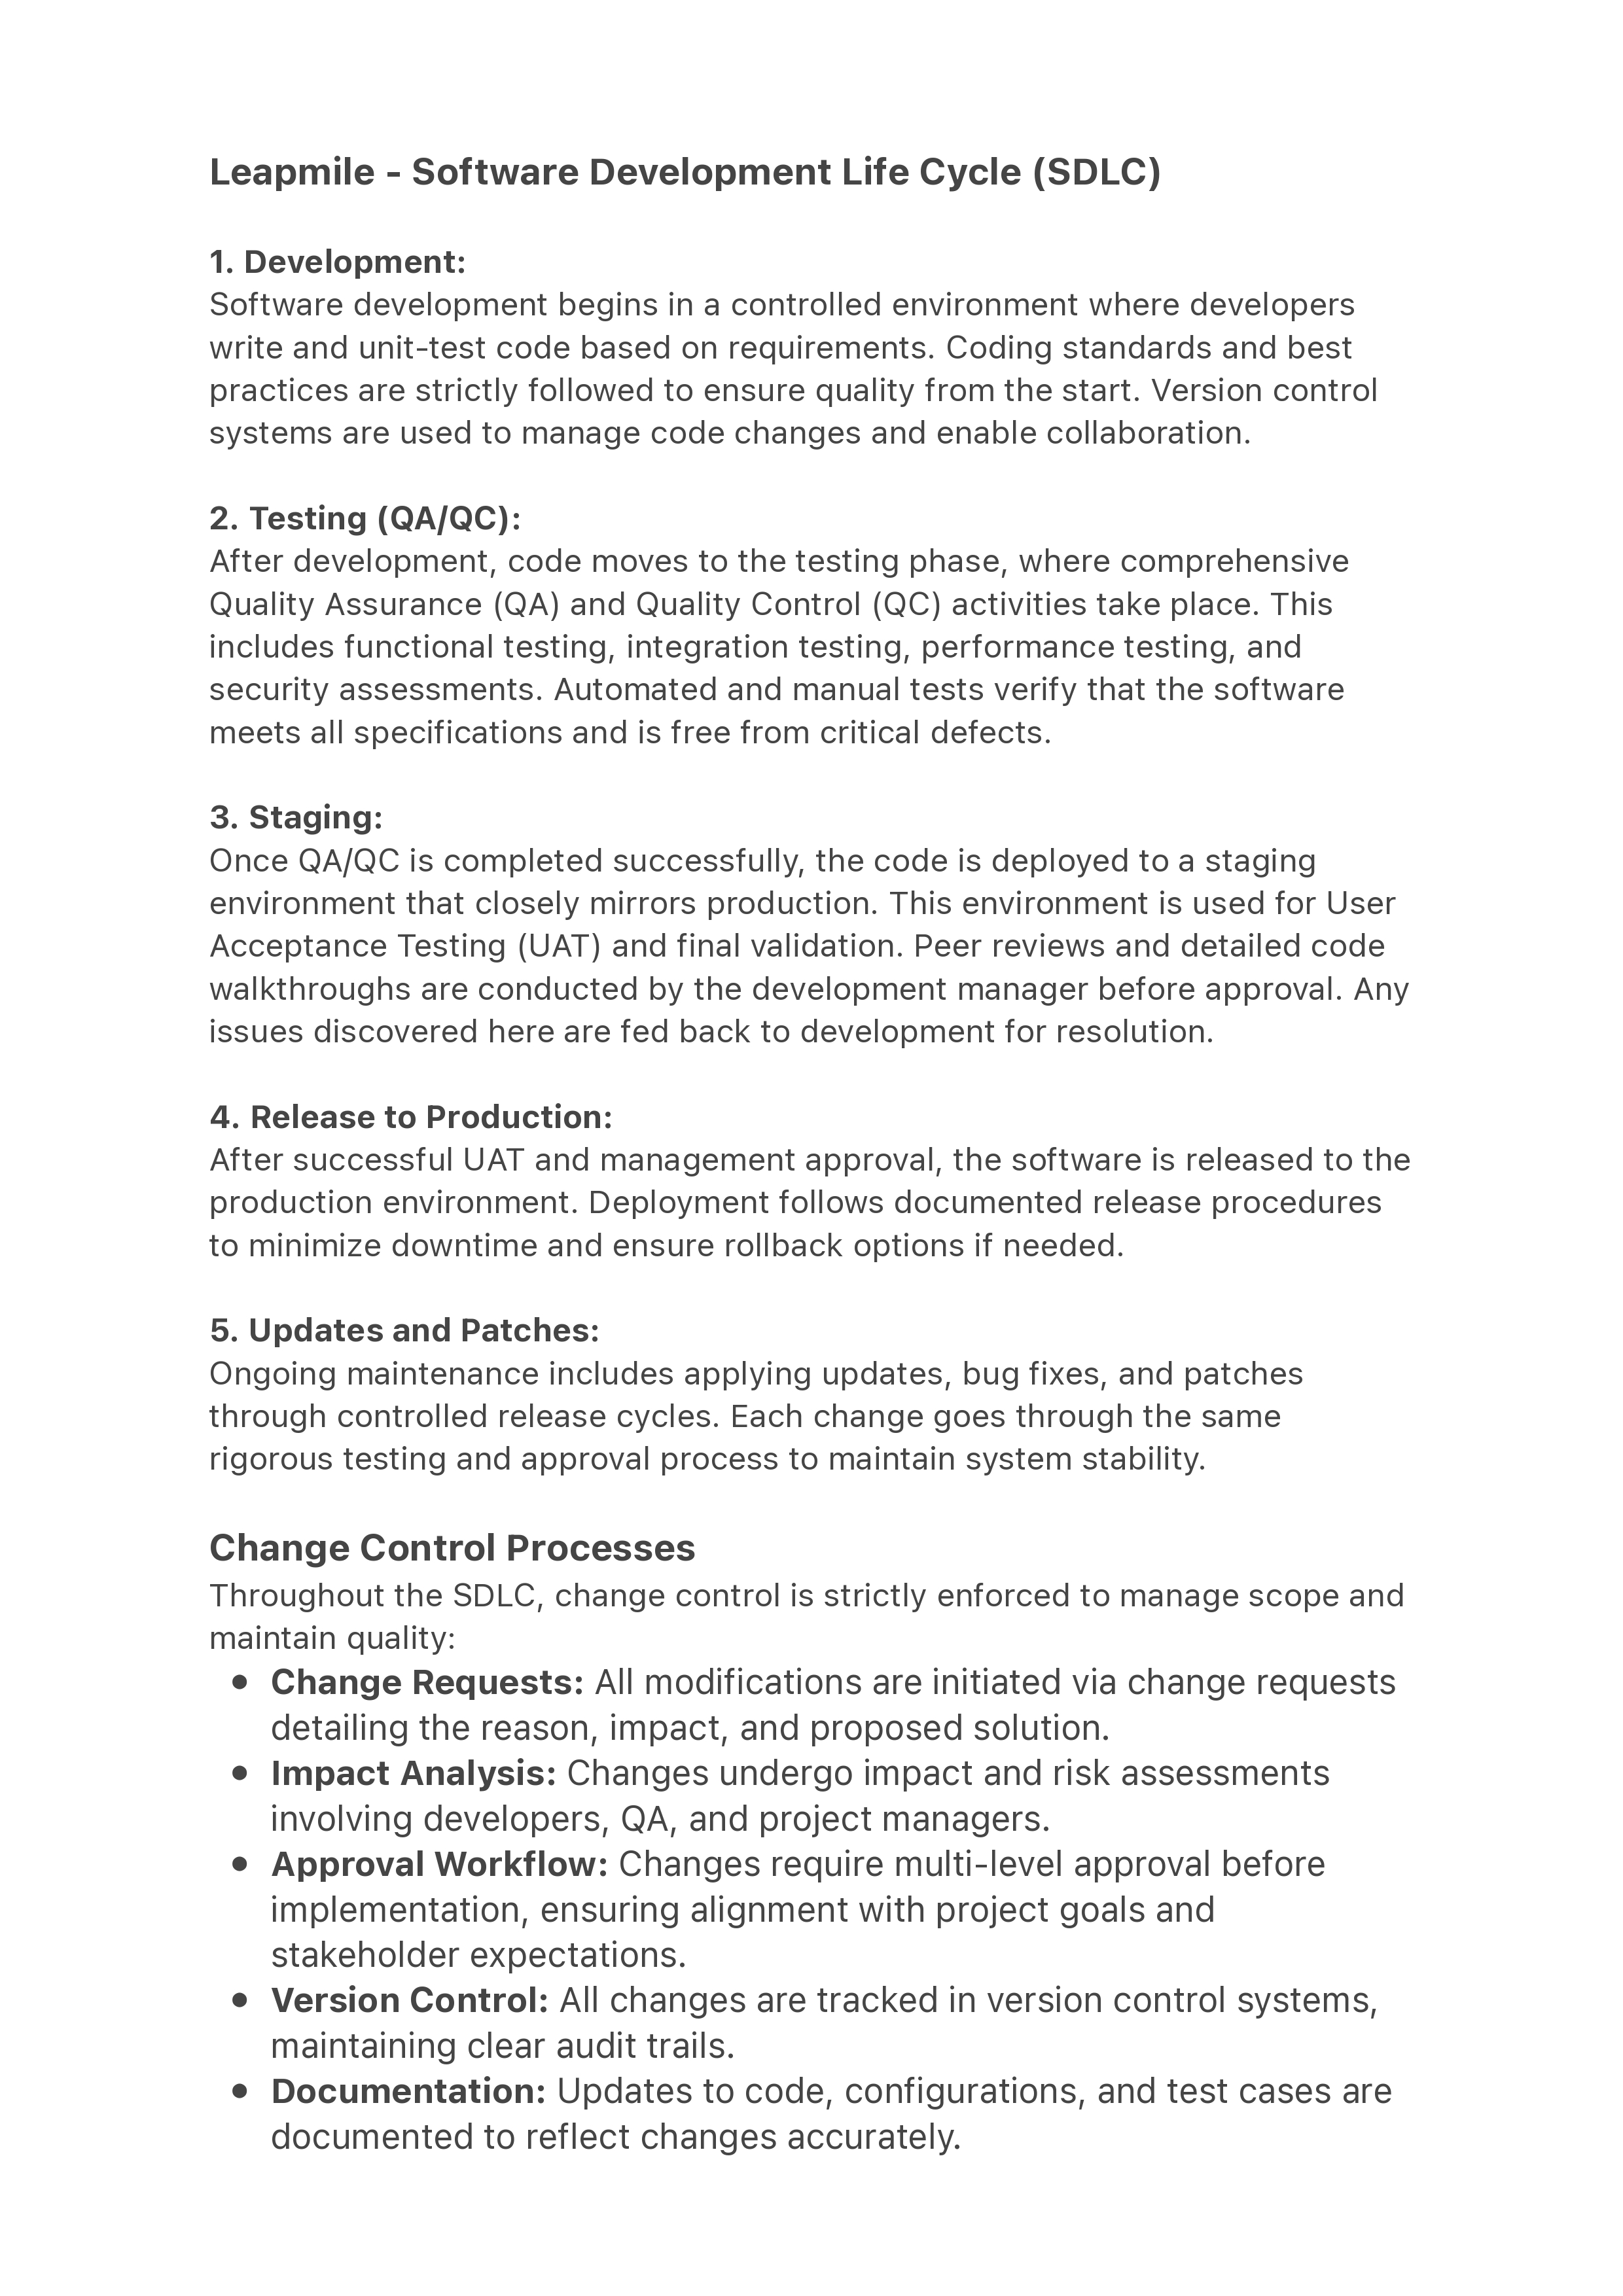 Leapmile - Software Development Life Cycle (SDLC)
1. Development:
Software development begins in a controlled environment where developers
write and unit-test code based on requirements. Coding standards and best
practices are strictly followed to ensure quality from the start. Version control
systems are used to manage code changes and enable collaboration.
2. Testing (QA/QC):
After development, code moves to the testing phase, where comprehensive
Quality Assurance (QA) and Quality Control (QC) activities take place. This
includes functional testing, integration testing, performance testing, and
security assessments. Automated and manual tests verify that the software
meets all specifications and is free from critical defects.
3. Staging:
Once QA/QC is completed successfully, the code is deployed to a staging
environment that closely mirrors production. This environment is used for User
Acceptance Testing (UAT) and final validation. Peer reviews and detailed code
walkthroughs are conducted by the development manager before approval. Any
issues discovered here are fed back to development for resolution.
4. Release to Production:
After successful UAT and management approval, the software is released to the
production environment. Deployment follows documented release procedures
to minimize downtime and ensure rollback options if needed.
5. Updates and Patches:
Ongoing maintenance includes applying updates, bug fixes, and patches
through controlled release cycles. Each change goes through the same
rigorous testing and approval process to maintain system stability.
Change Control Processes
Throughout the SDLC, change control is strictly enforced to manage scope and
maintain quality:
• Change Requests: All modifications are initiated via change requests
detailing the reason, impact, and proposed solution.
• Impact Analysis: Changes undergo impact and risk assessments
involving developers, QA, and project managers.
• Approval Workflow: Changes require multi-level approval before
implementation, ensuring alignment with project goals and
stakeholder expectations.
• Version Control: All changes are tracked in version control systems,
maintaining clear audit trails.
• Documentation: Updates to code, configurations, and test cases are
documented to reflect changes accurately.